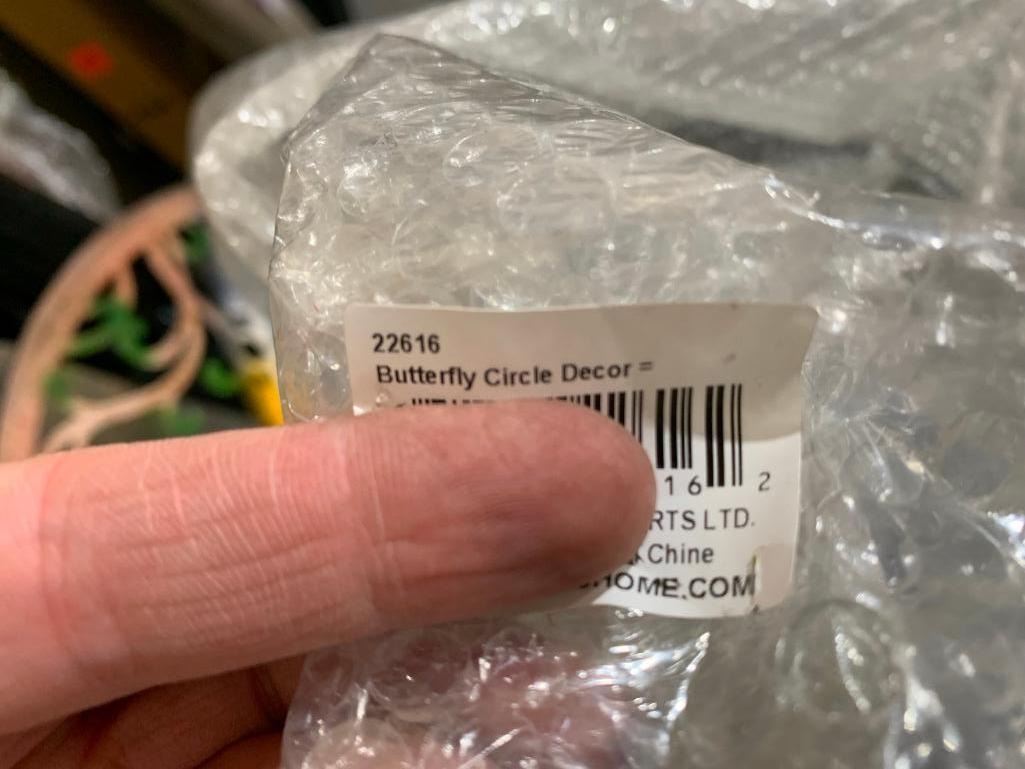 22616
Butterfly Circle Decor =
16 2
RTS LTD.
Chine
HOME.COM